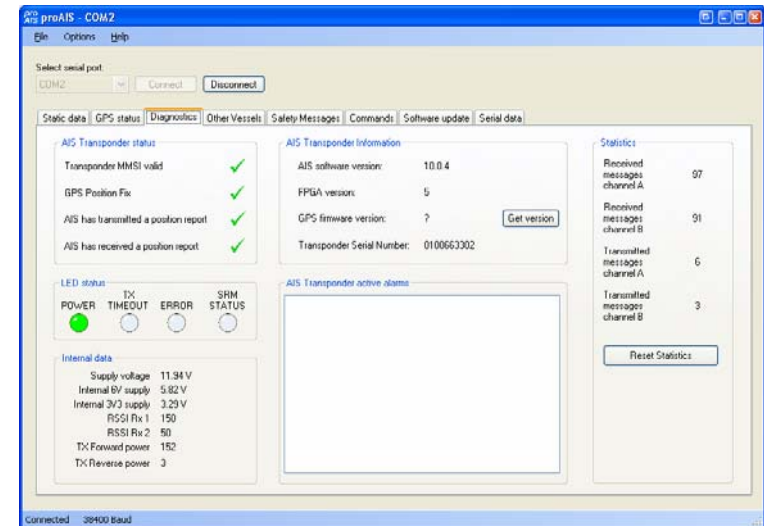 pro AIS proAIS - COM2
File Options Help
Select serial port
COM2 Connect Disconnect
Static data GPS status Diagnostics Other Vessels Safety Messages Commands Software update Serial data
AIS Transponder status
Transponder MMSI valid
GPS Position Fix
AIS has transmitted a position report
AIS has received a position report
LED status
POWER
TX TIMEOUT
ERROR
SRM STATUS
Internal data
Supply voltage 11.94 V
Internal 6V supply 5.82 V
Internal 3V3 supply 3.29 V
RSSI Rx 1 150
RSSI Rx 2 50
TX Forward power 152
TX Reverse power 3
AIS Transponder Information
AIS software version: 10.0.4
FPGA version: 5
GPS firmware version: ? Get version
Transponder Serial Number: 0100663302
AIS Transponder active alarms
Statistics
Received
messages 97
channel A
Received
messages 91
channel B
Transmitted
messages 6
channel A
Transmitted
messages 3
channel B
Reset Statistics
Connected 38400 Baud